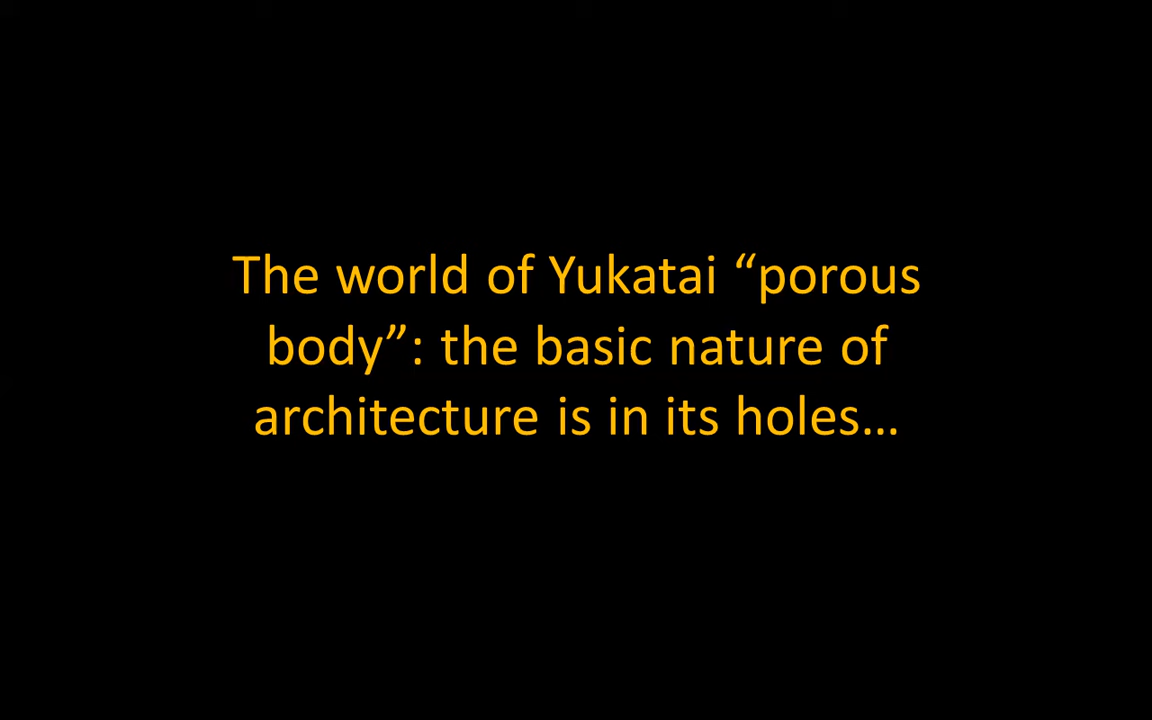 The world of Yukatai “porous
body”: the basic nature of
architecture is in its holes…